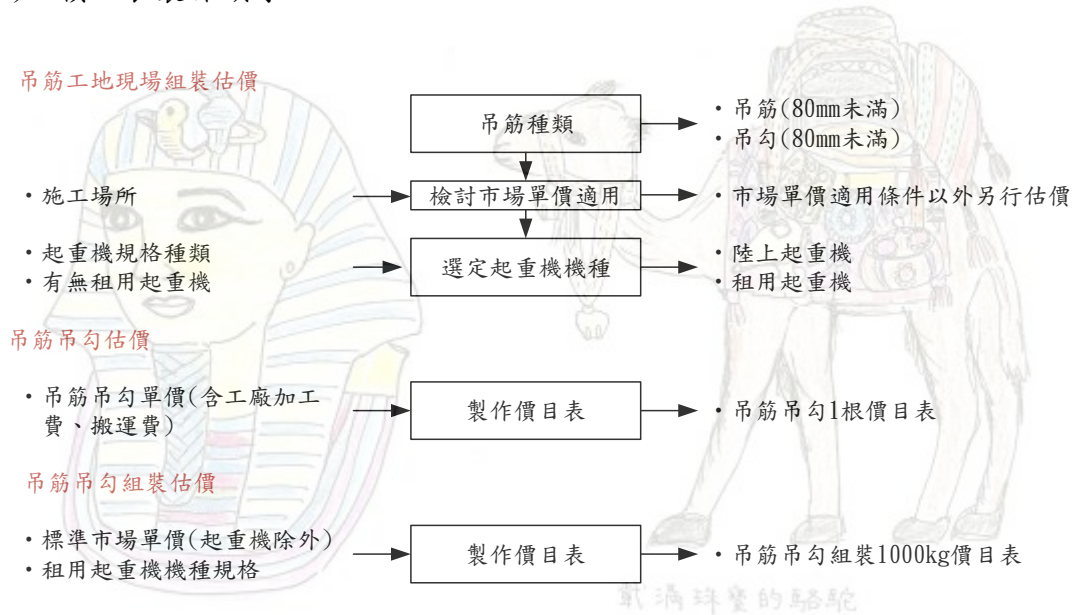 吊筋工地現場組裝估價
吊筋種類
・吊筋(80mm未滿)
・吊勾(80mm未滿)
・施工場所
檢討市場單價適用
・市場單價適用條件以外另行估價
・起重機規格種類
・有無租用起重機
選定起重機機種
・陸上起重機
・租用起重機
吊筋吊勾估價
・吊筋吊勾單價(含工廠加工
費、搬運費)
製作價目表
・吊筋吊勾1根價目表
吊筋吊勾組裝估價
・標準市場單價(起重機除外)
・租用起重機機種規格
製作價目表
・吊筋吊勾組裝1000kg價目表
戴滿珠寶的駱駝